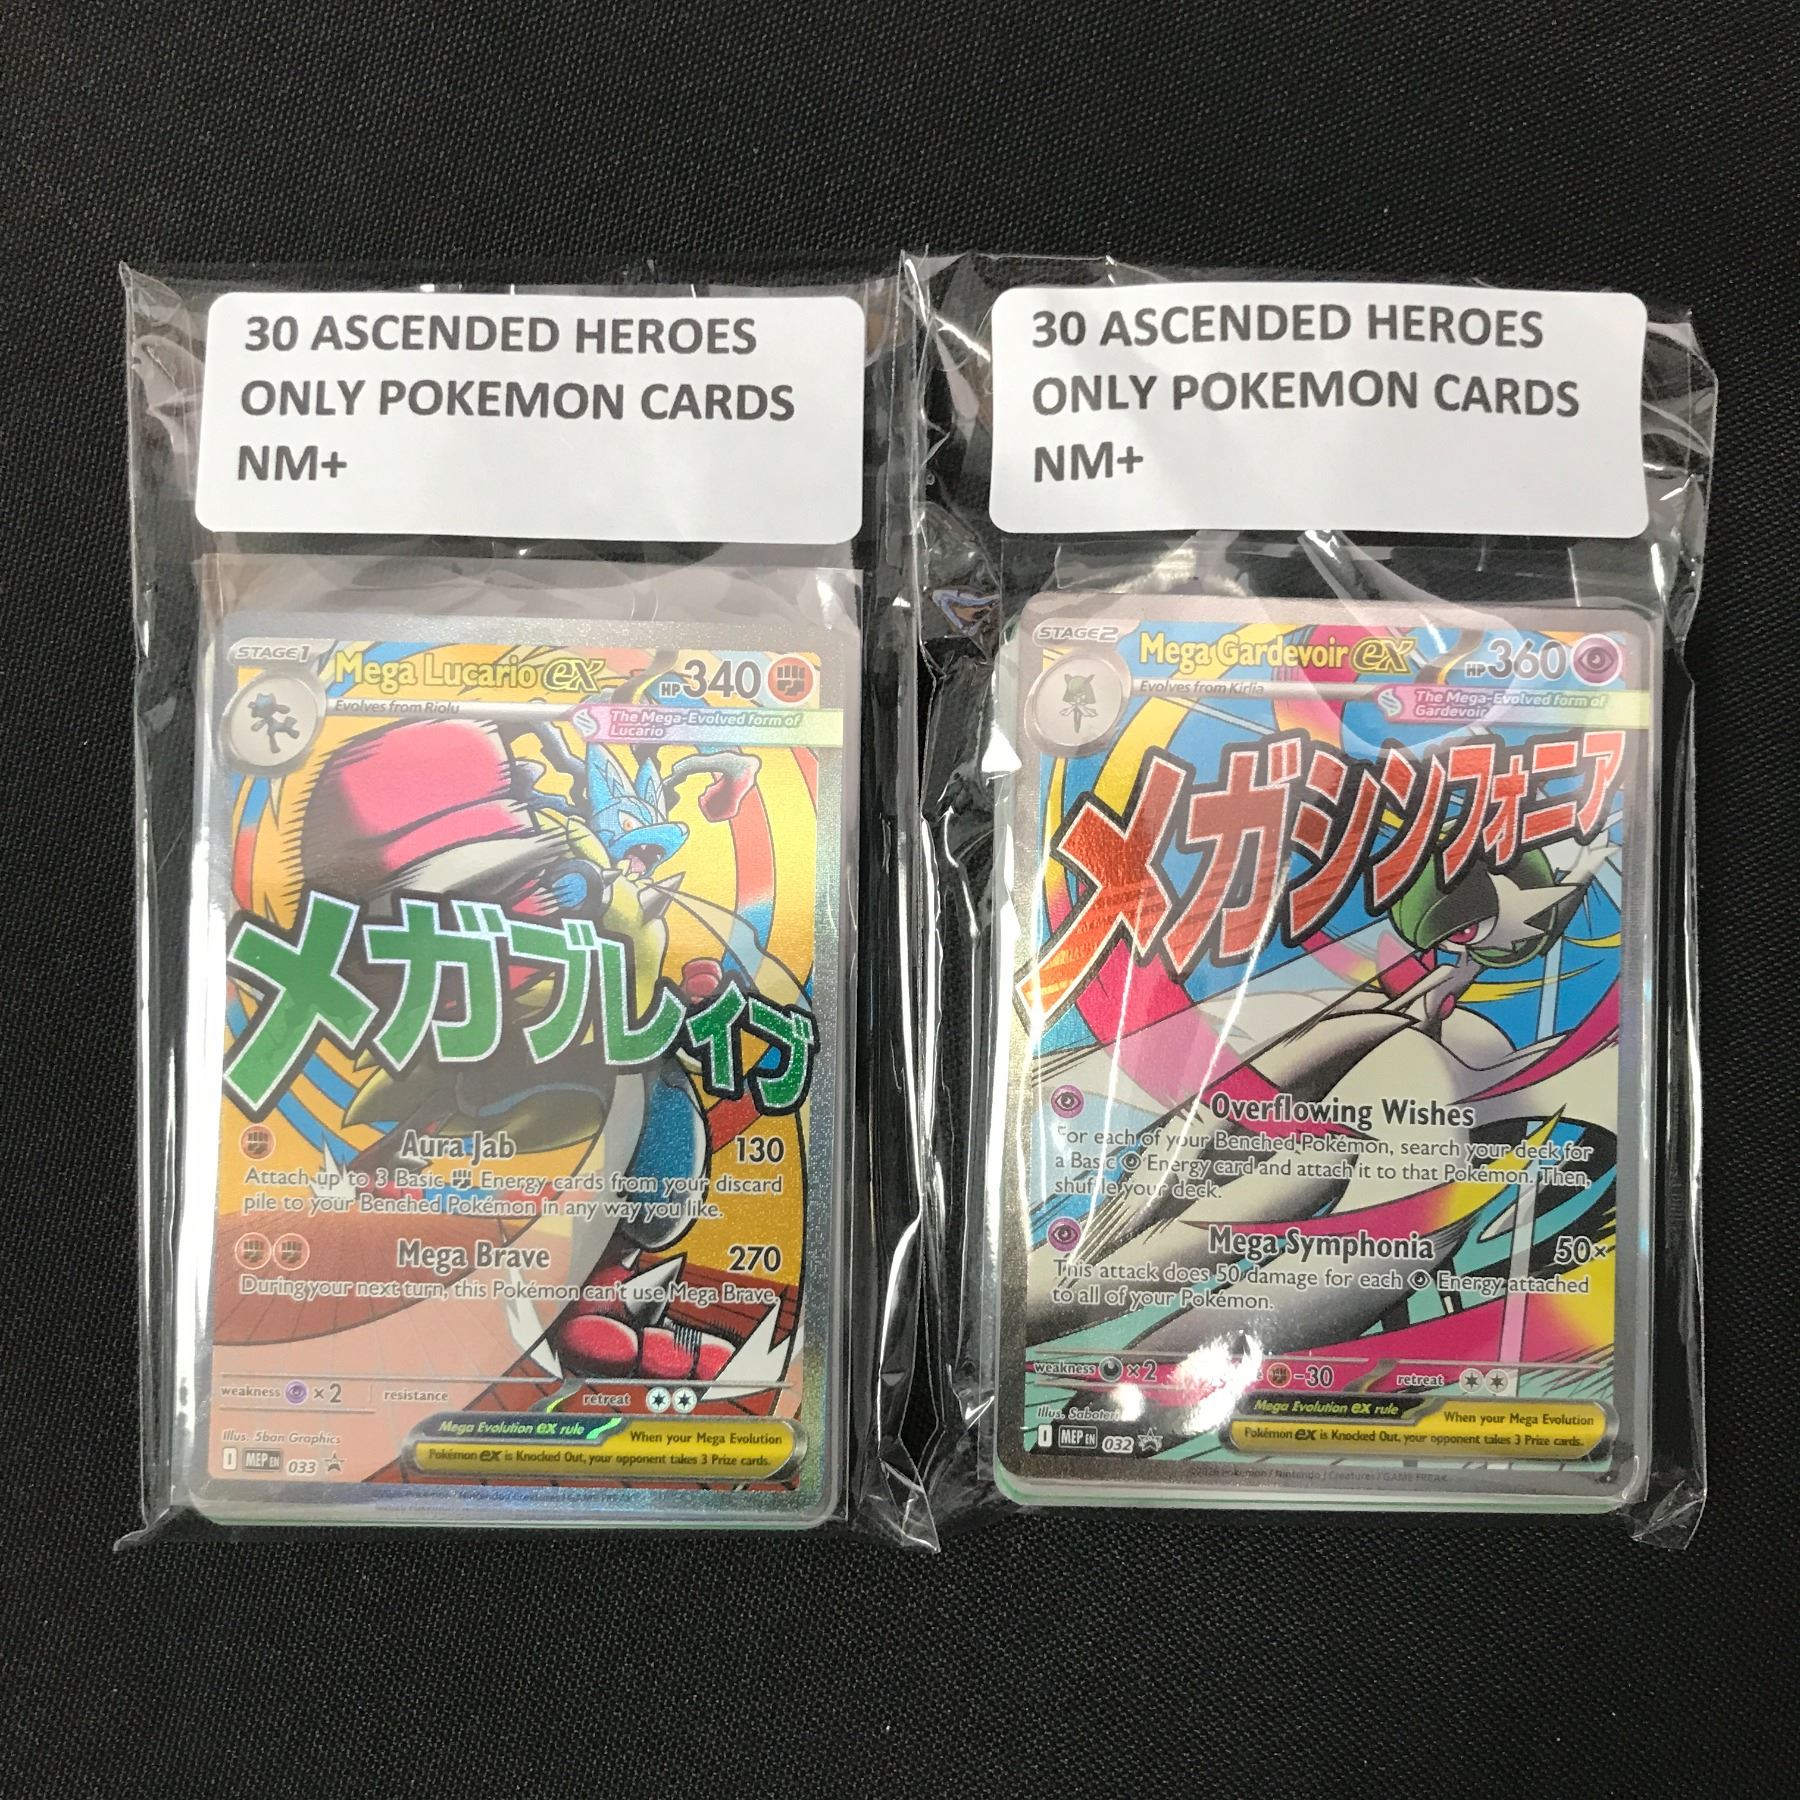 30 ASCENDED HEROES
ONLY POKEMON CARDS
NM+
STAGE1
Mega Lucario ex
HP 340
Evolves from Riolu
The Mega-Evolved form of
Lucario
メガブレイブ
Aura Jab 130
Attach up to 3 Basic Energy cards from your discard
pile to your Benched Pokémon in any way you like.
Mega Brave 270
During your next turn, this Pokémon can't use Mega Brave.
weakness ×2 resistance retreat
Illus. 5ban Graphics
Mega Evolution ex rule When your Mega Evolution
Pokémon ex is Knocked Out, your opponent takes 3 Prize cards.
I MEP EN 033
30 ASCENDED HEROES
ONLY POKEMON CARDS
NM+
STAGE2
Mega Gardevoir ex
HP 360
Evolves from Kirlia
The Mega-Evolved form of
Gardevoir
メガシンフォニア
Overflowing Wishes
For each of your Benched Pokémon, search your deck for
a Basic Energy card and attach it to that Pokémon. Then,
shuffle your deck.
Mega Symphonia 50×
This attack does 50 damage for each Energy attached
to all of your Pokémon.
weakness ×2 -30 retreat
Illus.
Mega Evolution ex rule When your Mega Evolution
Pokémon ex is Knocked Out, your opponent takes 3 Prize cards.
I MEP EN 032
©2026 Pokémon / Nintendo / Creatures / GAME FREAK